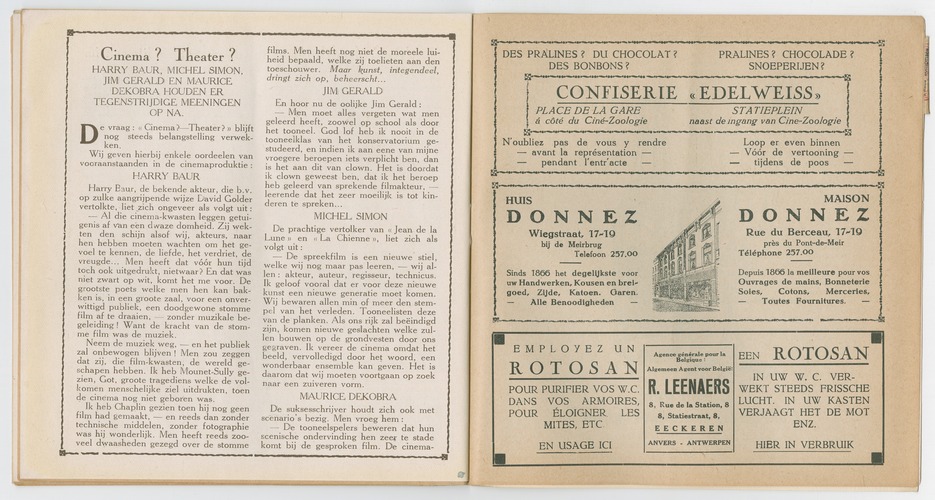 Cinema? Theater?
HARRY BAUR, MICHEL SIMON,
JIM GERALD EN MAURICE
DEKOBRA HOUDEN ER
TEGENSTRIJDIGE MEENINGEN
OP NA.
De vraag: « Cinema?—Theater? » blijft
nog steeds belangstelling verwek-
ken.
Wij geven hierbij enkele oordeelen van
vooraanstaanden in de cinemaproduktie:
HARRY BAUR
Harry Baur, de bekende akteur, die b.v.
op zulke aangrijpende wijze David Golder
vertolkte, liet zich ongeveer als volgt uit:
— Al die cinema-kwasten leggen getui-
genis af van een dwaze domheid. Zij wek-
ten den schijn alsof wij, akteurs, naar
hen hebben moeten wachten om het ge-
voel te kennen, de liefde, het verdriet, de
vreugde... Men heeft dat vóór hun tijd
toch ook uitgedrukt, nietwaar? En dat was
niet zwart op wit, komt het me voor. De
grootste poets welke men hen kan bak-
ken is, in een groote zaal, voor een onver-
wittigd publiek, een doodgewone stomme
film af te draaien, — zonder muzikale be-
geleiding! Want de kracht van de stom-
me film was de muziek.
Neem de muziek weg, — en het publiek
zal onbewogen blijven! Men zou zeggen
dat zij, die film-kwasten, de wereld ge-
schapen hebben. Ik heb Mounet-Sully ge-
zien, Got, groote tragediens welke de vol-
komen menschelijke ziel uitdrukten, toen
de cinema nog niet geboren was.
Ik heb Chaplin gezien toen hij nog geen
film had gemaakt, — en reeds dan zonder
technische middelen, zonder fotographie
was hij wonderlijk. Men heeft reeds zoo-
veel dwaasheden gezegd over de stomme
films. Men heeft nog niet de moreele lui-
heid bepaald, welke zij toelieten aan den
toeschouwer. Maar kunst, integendeel,
dringt zich op, beheerscht...
JIM GERALD
En hoor nu de oolijke Jim Gerald:
— Men moet alles vergeten wat men
geleerd heeft, zoowel op school als door
het tooneel. God lof heb ik nooit in de
tooneelklas van het konservatorium ge-
studeerd, en indien ik aan eene van mijne
vroegere beroepen iets verplicht ben, dan
is het aan dit van clown. Het is doordat
ik clown geweest ben, dat ik het beroep
heb geleerd van sprekende filmakteur, —
leerende dat het zeer moeilijk is tot kin-
deren te spreken...
MICHEL SIMON
De prachtige vertolker van « Jean de la
Lune » en « La Chienne », liet zich als
volgt uit:
— De spreekfilm is een nieuwe stiel,
welke wij nog maar pas leeren, — wij al-
len: akteur, auteur, regisseur, technicus.
Ik geloof vooral dat er voor deze nieuwe
kunst een nieuwe generatie moet komen.
Wij bewaren allen min of meer den stem-
pel van het verleden. Tooneelisten deze
van de planken. Als ons rijk zal beëindigd
zijn, komen nieuwe geslachten welke zul-
len bouwen op de grondvesten door ons
gegraven. Ik vereer de cinema omdat het
beeld, vervolledigd door het woord, een
wonderbaar ensemble kan geven. Het is
daarom dat wij moeten voortgaan op zoek
naar een zuiveren vorm.
MAURICE DEKOBRA
De suksesschrijver houdt zich ook met
scenario's bezig. Men vroeg hem:
— De tooneelspelers beweren dat hun
scenische ondervinding hen zeer te stade
komt bij de gesproken film. De cinema-
DES PRALINES? DU CHOCOLAT?
DES BONBONS?
PRALINES? CHOCOLADE?
SNOEPERIJEN?
CONFISERIE « EDELWEISS »
PLACE DE LA GARE
à côté du Ciné-Zoologie
STATIEPLEIN
naast de ingang van Ciné-Zoologie
N'oubliez pas de vous y rendre
— avant la représentation —
pendant l'entr'acte —
Loop er even binnen
— Vóór de vertooning —
— tijdens de poos —
HUIS
DONNEZ
Wiegstraat, 17-19
bij de Meirbrug
Telefoon 257,00
Sinds 1866 het degelijkste voor
uw Handwerken, Kousen en brei-
goed, Zijde, Katoen. Garen.
— Alle Benoodigheden —
MAISON
DONNEZ
Rue du Berceau, 17-19
près du Pont-de-Meir
Téléphone 257,00
Depuis 1866 la meilleure pour vos
Ouvrages de mains, Bonneterie
Soies, Cotons, Merceries,
— Toutes Fournitures. —
EMPLOYEZ UN
ROTOSAN
POUR PURIFIER VOS W.C.
DANS VOS ARMOIRES,
POUR ÉLOIGNER LES
MITES, ETC
EN USAGE ICI
Agence générale pour la
Belgique:
Algemeen Agent voor België:
R. LEENAERS
8, Rue de la Station, 8
8, Statiestraat, 8,
EECKEREN
ANVERS - ANTWERPEN
EEN ROTOSAN
IN UW W. C. VER-
WEKT STEEDS FRISSCHE
LUCHT. IN UW KASTEN
VERJAAGT HET DE MOT
ENZ.
HIER IN VERBRUIK